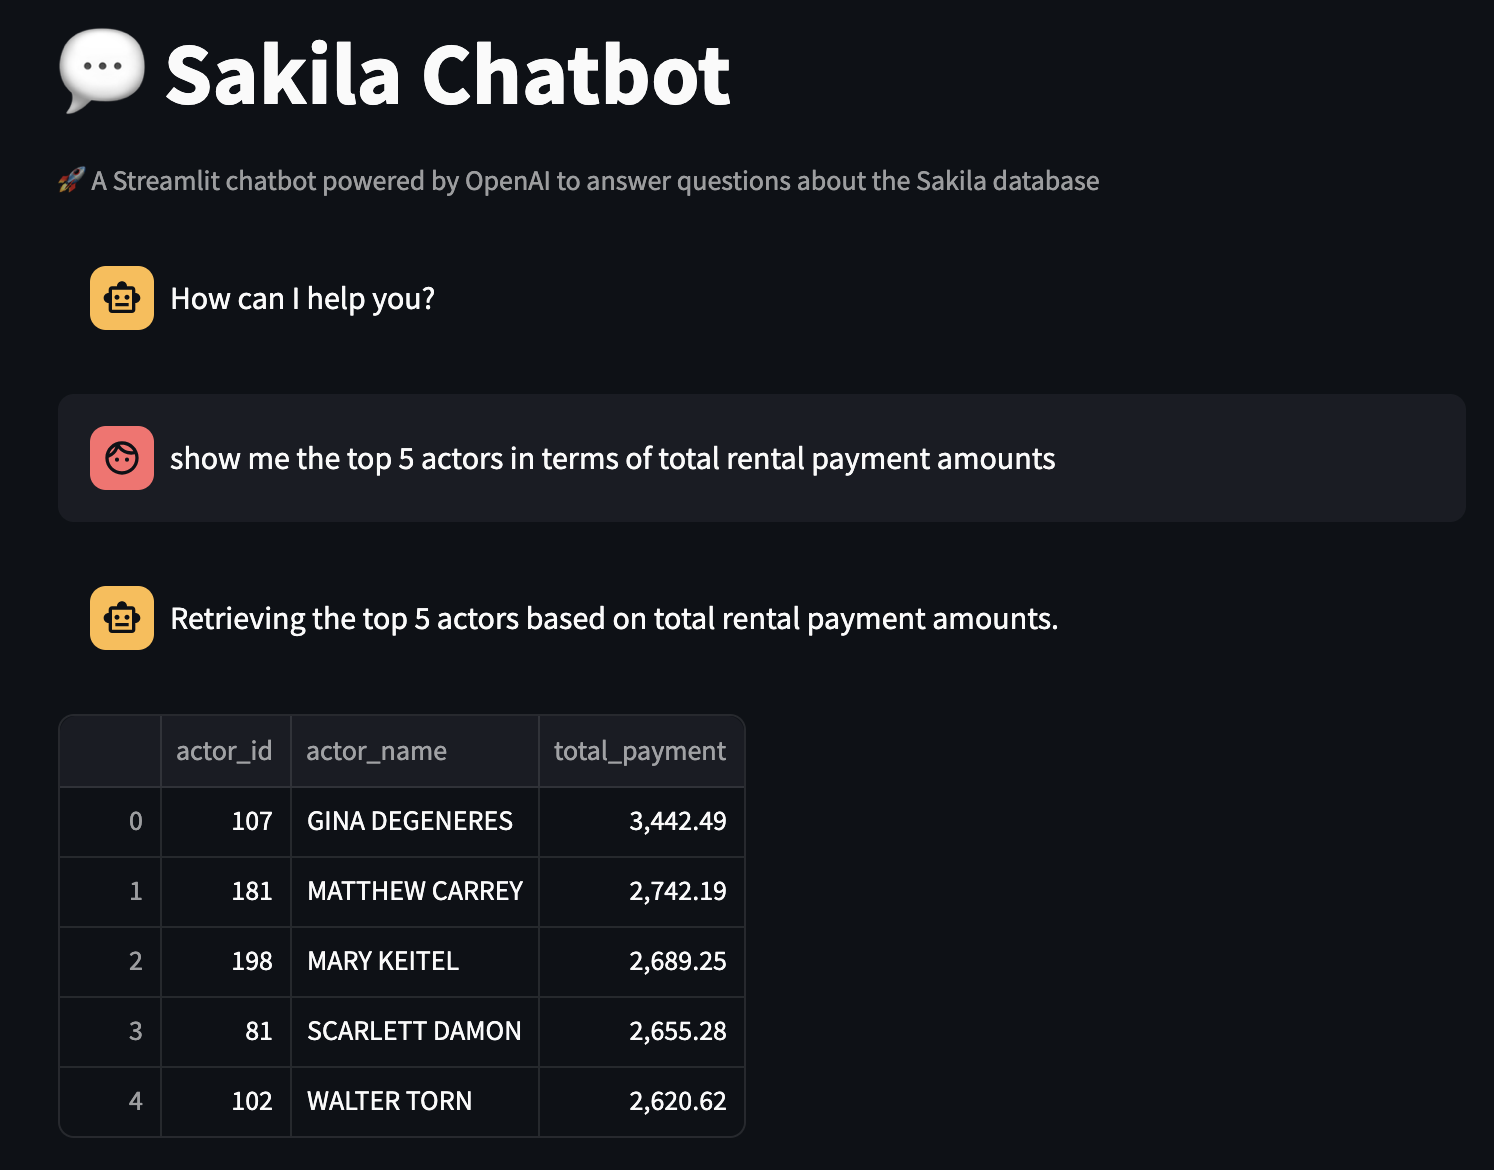 Sakila Chatbot
A Streamlit chatbot powered by OpenAI to answer questions about the Sakila database
How can I help you?
show me the top 5 actors in terms of total rental payment amounts
Retrieving the top 5 actors based on total rental payment amounts.
actor_id actor_name total_payment
0 107 GINA DEGENERES 3,442.49
1 181 MATTHEW CARREY 2,742.19
2 198 MARY KEITEL 2,689.25
3 81 SCARLETT DAMON 2,655.28
4 102 WALTER TORN 2,620.62